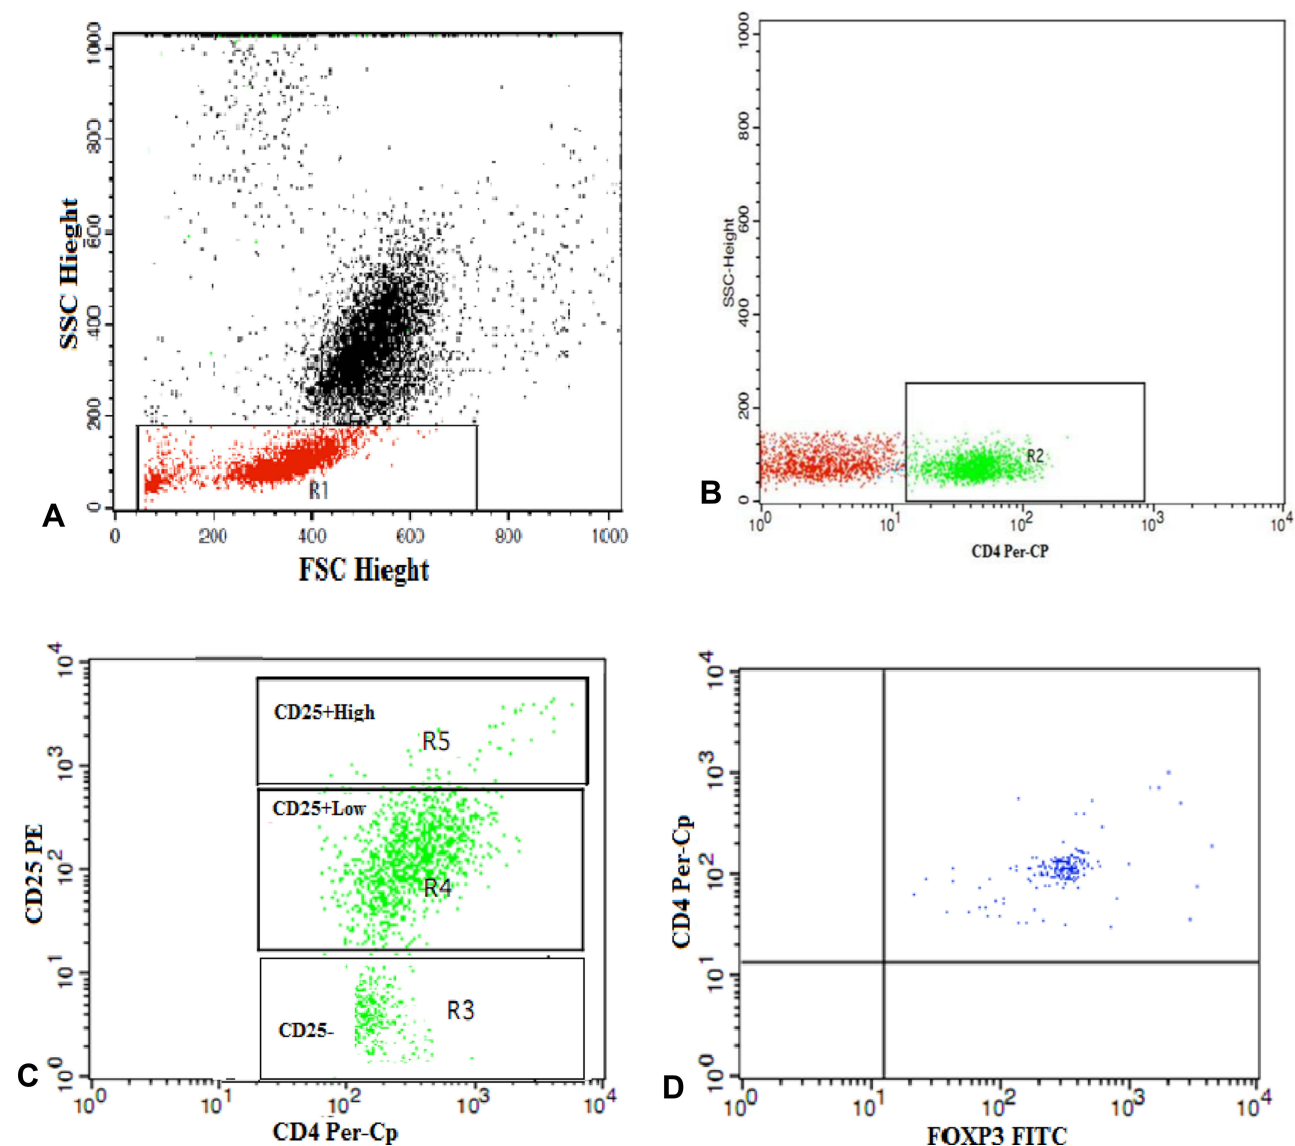 1000
800
600
400
200
0
SSC Hieght
R1
A
0 200 400 600 800 1000
FSC Hieght
1000
800
600
400
200
0
SSC-Height
R2
B
10^0 10^1 10^2 10^3 10^4
CD4 Per-CP
10^4
10^3
10^2
10^1
10^0
CD25 PE
CD25+High
R5
CD25+Low
R4
R3
CD25-
C
10^0 10^1 10^2 10^3 10^4
CD4 Per-Cp
10^4
10^3
10^2
10^1
10^0
CD4 Per-Cp
D
10^0 10^1 10^2 10^3 10^4
FOXP3 FITC